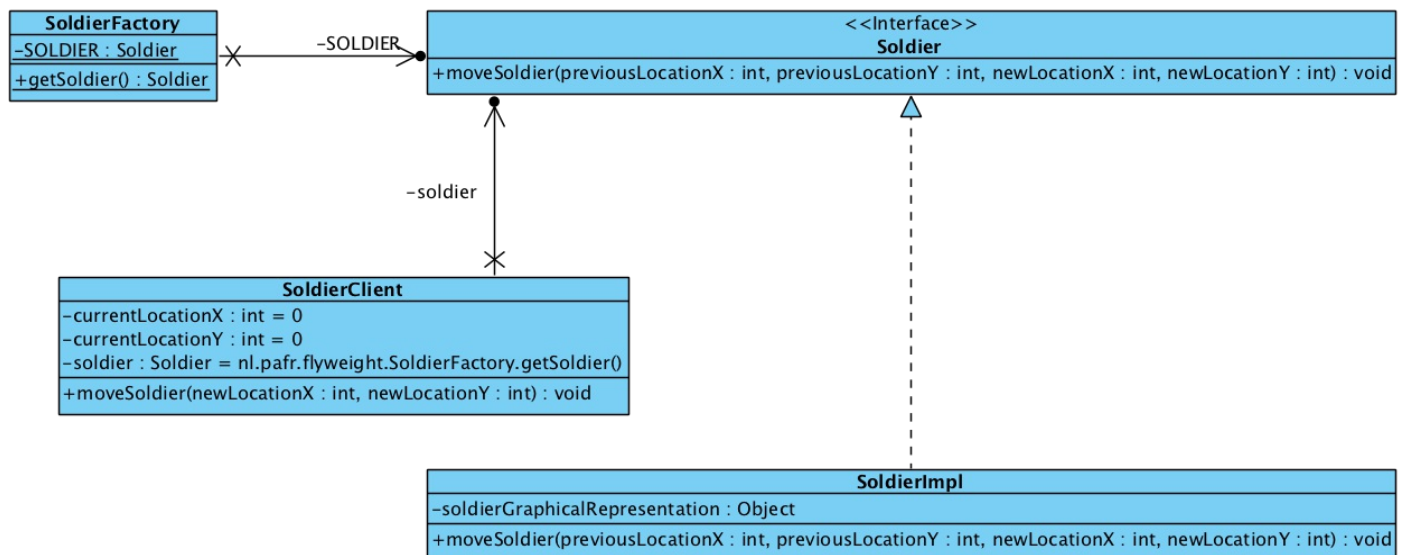 SoldierFactory
-SOLDIER : Soldier
+getSoldier() : Soldier
-SOLDIER
<<Interface>>
Soldier
+moveSoldier(previousLocationX : int, previousLocationY : int, newLocationX : int, newLocationY : int) : void
-soldier
SoldierClient
-currentLocationX : int = 0
-currentLocationY : int = 0
-soldier : Soldier = nl.pafr.flyweight.SoldierFactory.getSoldier()
+moveSoldier(newLocationX : int, newLocationY : int) : void
SoldierImpl
-soldierGraphicalRepresentation : Object
+moveSoldier(previousLocationX : int, previousLocationY : int, newLocationX : int, newLocationY : int) : void